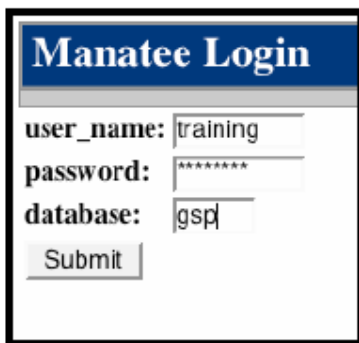 Manatee Login
user_name: training
password: ********
database: gsp
Submit